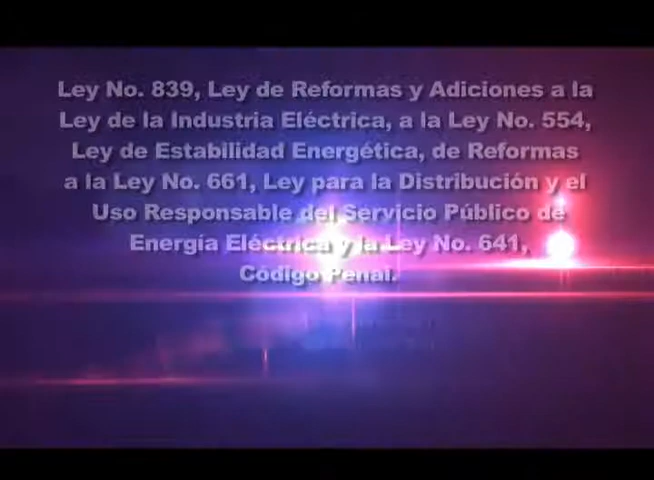 Ley No. 839, Ley de Reformas y Adiciones a la
Ley de la Industria Eléctrica, a la Ley No. 554,
Ley de Estabilidad Energética, de Reformas
a la Ley No. 661, Ley para la Distribución y el
Uso Responsable del Servicio Público de
Energía Eléctrica y la Ley No. 641,
Código Penal.